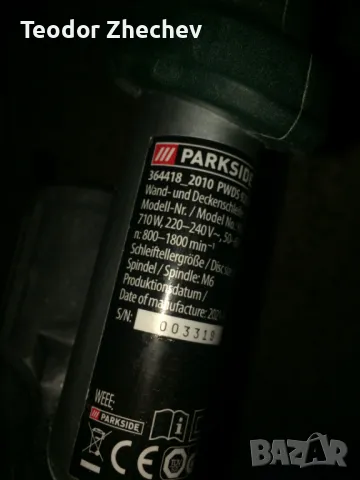 Teodor Zhechev
PARKSIDE
364418_2010 PWDS
Wand- und Deckenschleif
Modell-Nr. / Model No.
710 W, 220–240 V~
n: 800–1800 min⁻¹
Schleiftellergröße / Disc
Spindel / Spindle: M6
Produktionsdatum /
Date of manufacture:
S/N: 003318
WEEE:
PARKSIDE
BAZAR